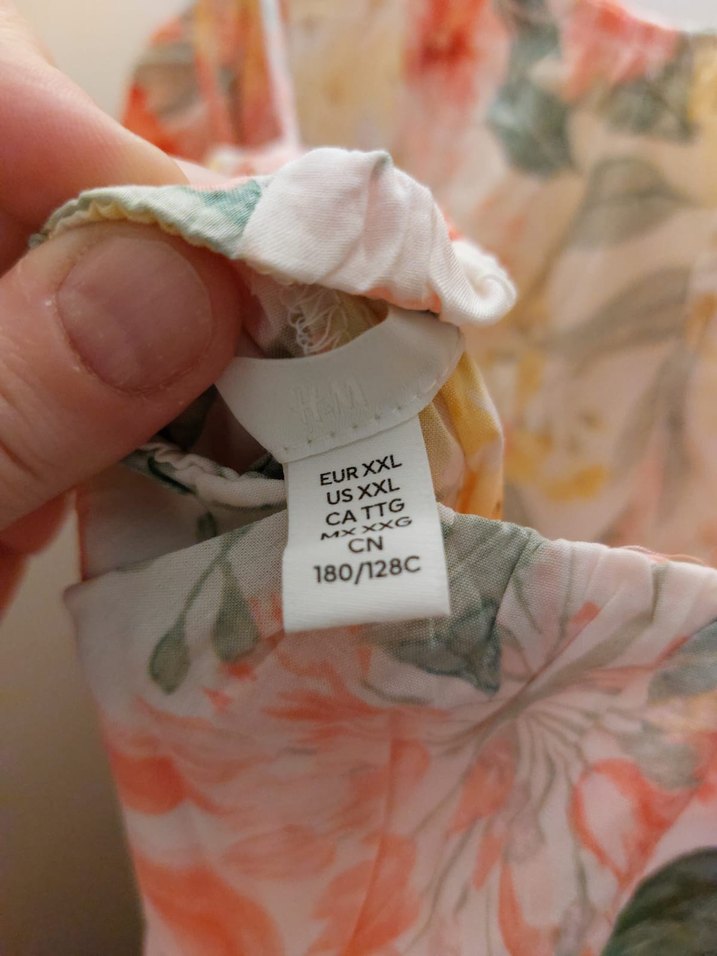 H&M
EUR XXL
US XXL
CA TTG
MX XXG
CN
180/128C